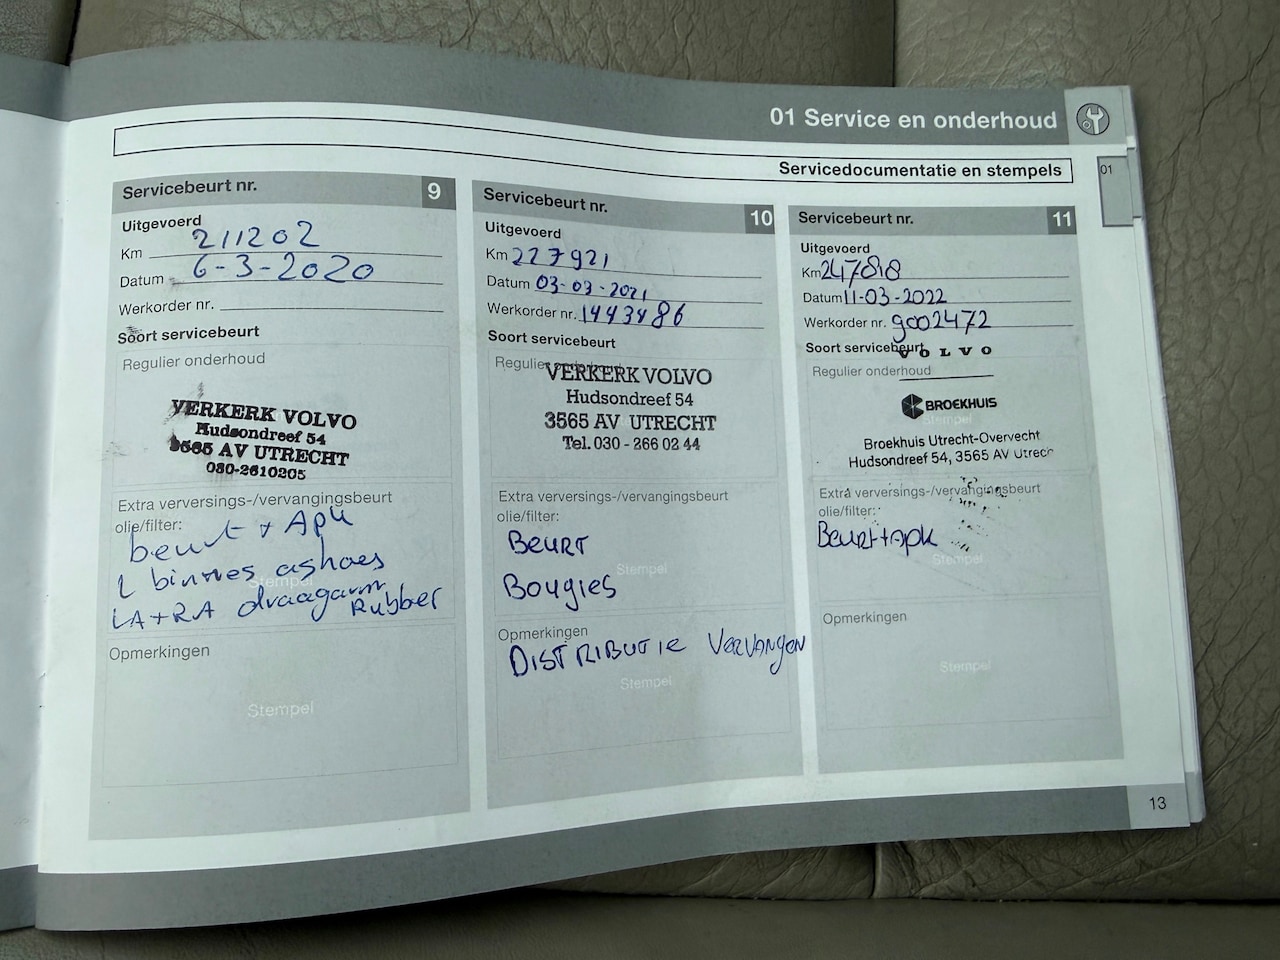 01 Service en onderhoud
Servicedocumentatie en stempels
01
Servicebeurt nr. 9
Uitgevoerd
Km 211202
Datum 6-3-2020
Werkorder nr.
Soort servicebeurt
Regulier onderhoud
VERKERK VOLVO
Hudsondreef 54
3565 AV UTRECHT
030-2610205
Extra verversings-/vervangingsbeurt
olie/filter:
beurt + Apk
2 binnes ashoes
LA+RA draagarm
Rubber
Stempel
Opmerkingen
Stempel
Servicebeurt nr. 10
Uitgevoerd
Km 227921
Datum 03-03-2021
Werkorder nr. 1443486
Soort servicebeurt
Regulier onderhoud
VERKERK VOLVO
Hudsondreef 54
3565 AV UTRECHT
Tel. 030 - 266 02 44
Extra verversings-/vervangingsbeurt
olie/filter:
BEURT
Stempel
Bougies
Opmerkingen
DISTRIBUTIE VERVANGEN
Stempel
Servicebeurt nr. 11
Uitgevoerd
Km 247818
Datum 11-03-2022
Werkorder nr. 9002472
Soort servicebeurt
VOLVO
Regulier onderhoud
BROEKHUIS
Stempel
Broekhuis Utrecht-Overvecht
Hudsondreef 54, 3565 AV Utrecht
Extra verversings-/vervangingsbeurt
olie/filter:
Beurt+apk
Stempel
Opmerkingen
Stempel
13